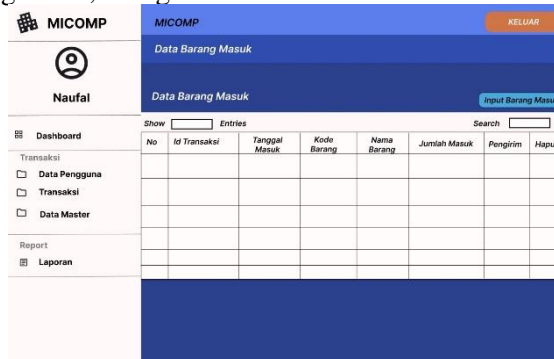 MICOMP
MICOMP
KELUAR
Data Barang Masuk
Naufal
Data Barang Masuk
Input Barang Masu
Show Entries
Search
No Id Transaksi Tanggal Masuk Kode Barang Nama Barang Jumlah Masuk Pengirim Hapu
Dashboard
Transaksi
Data Pengguna
Transaksi
Data Master
Report
Laporan